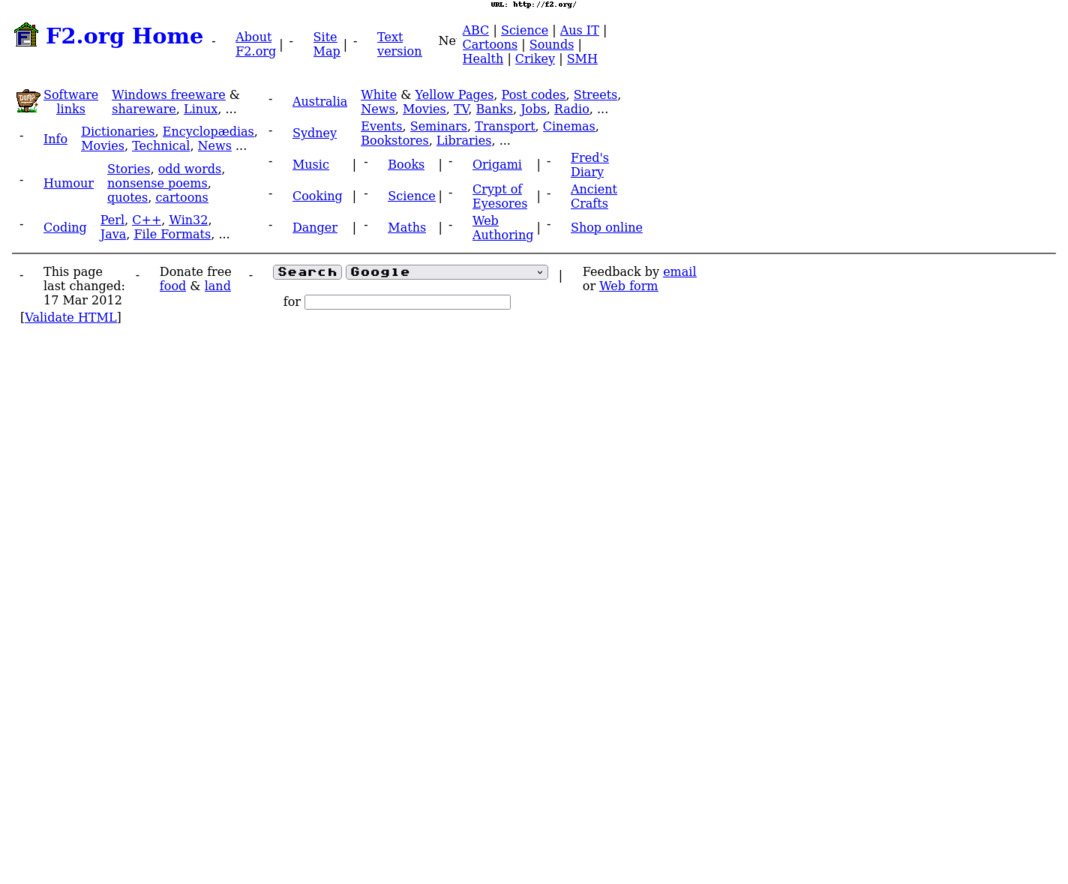 URL: http://f2.org/
F2.org Home - About F2.org | - Site Map | - Text version Ne ABC | Science | Aus IT |
Cartoons | Sounds |
Health | Crikey | SMH
Software links Windows freeware &
shareware, Linux, ...
- Info Dictionaries, Encyclopædias,
Movies, Technical, News ...
- Humour Stories, odd words,
nonsense poems,
quotes, cartoons
- Coding Perl, C++, Win32,
Java, File Formats, ...
- Australia White & Yellow Pages, Post codes, Streets,
News, Movies, TV, Banks, Jobs, Radio, ...
- Sydney Events, Seminars, Transport, Cinemas,
Bookstores, Libraries, ...
- Music | - Books | - Origami | - Fred's Diary
- Cooking | - Science | - Crypt of Eyesores | - Ancient Crafts
- Danger | - Maths | - Web Authoring | - Shop online
- This page
last changed:
17 Mar 2012
- Donate free
food & land
- Search Google
for
| Feedback by email
or Web form
[Validate HTML]